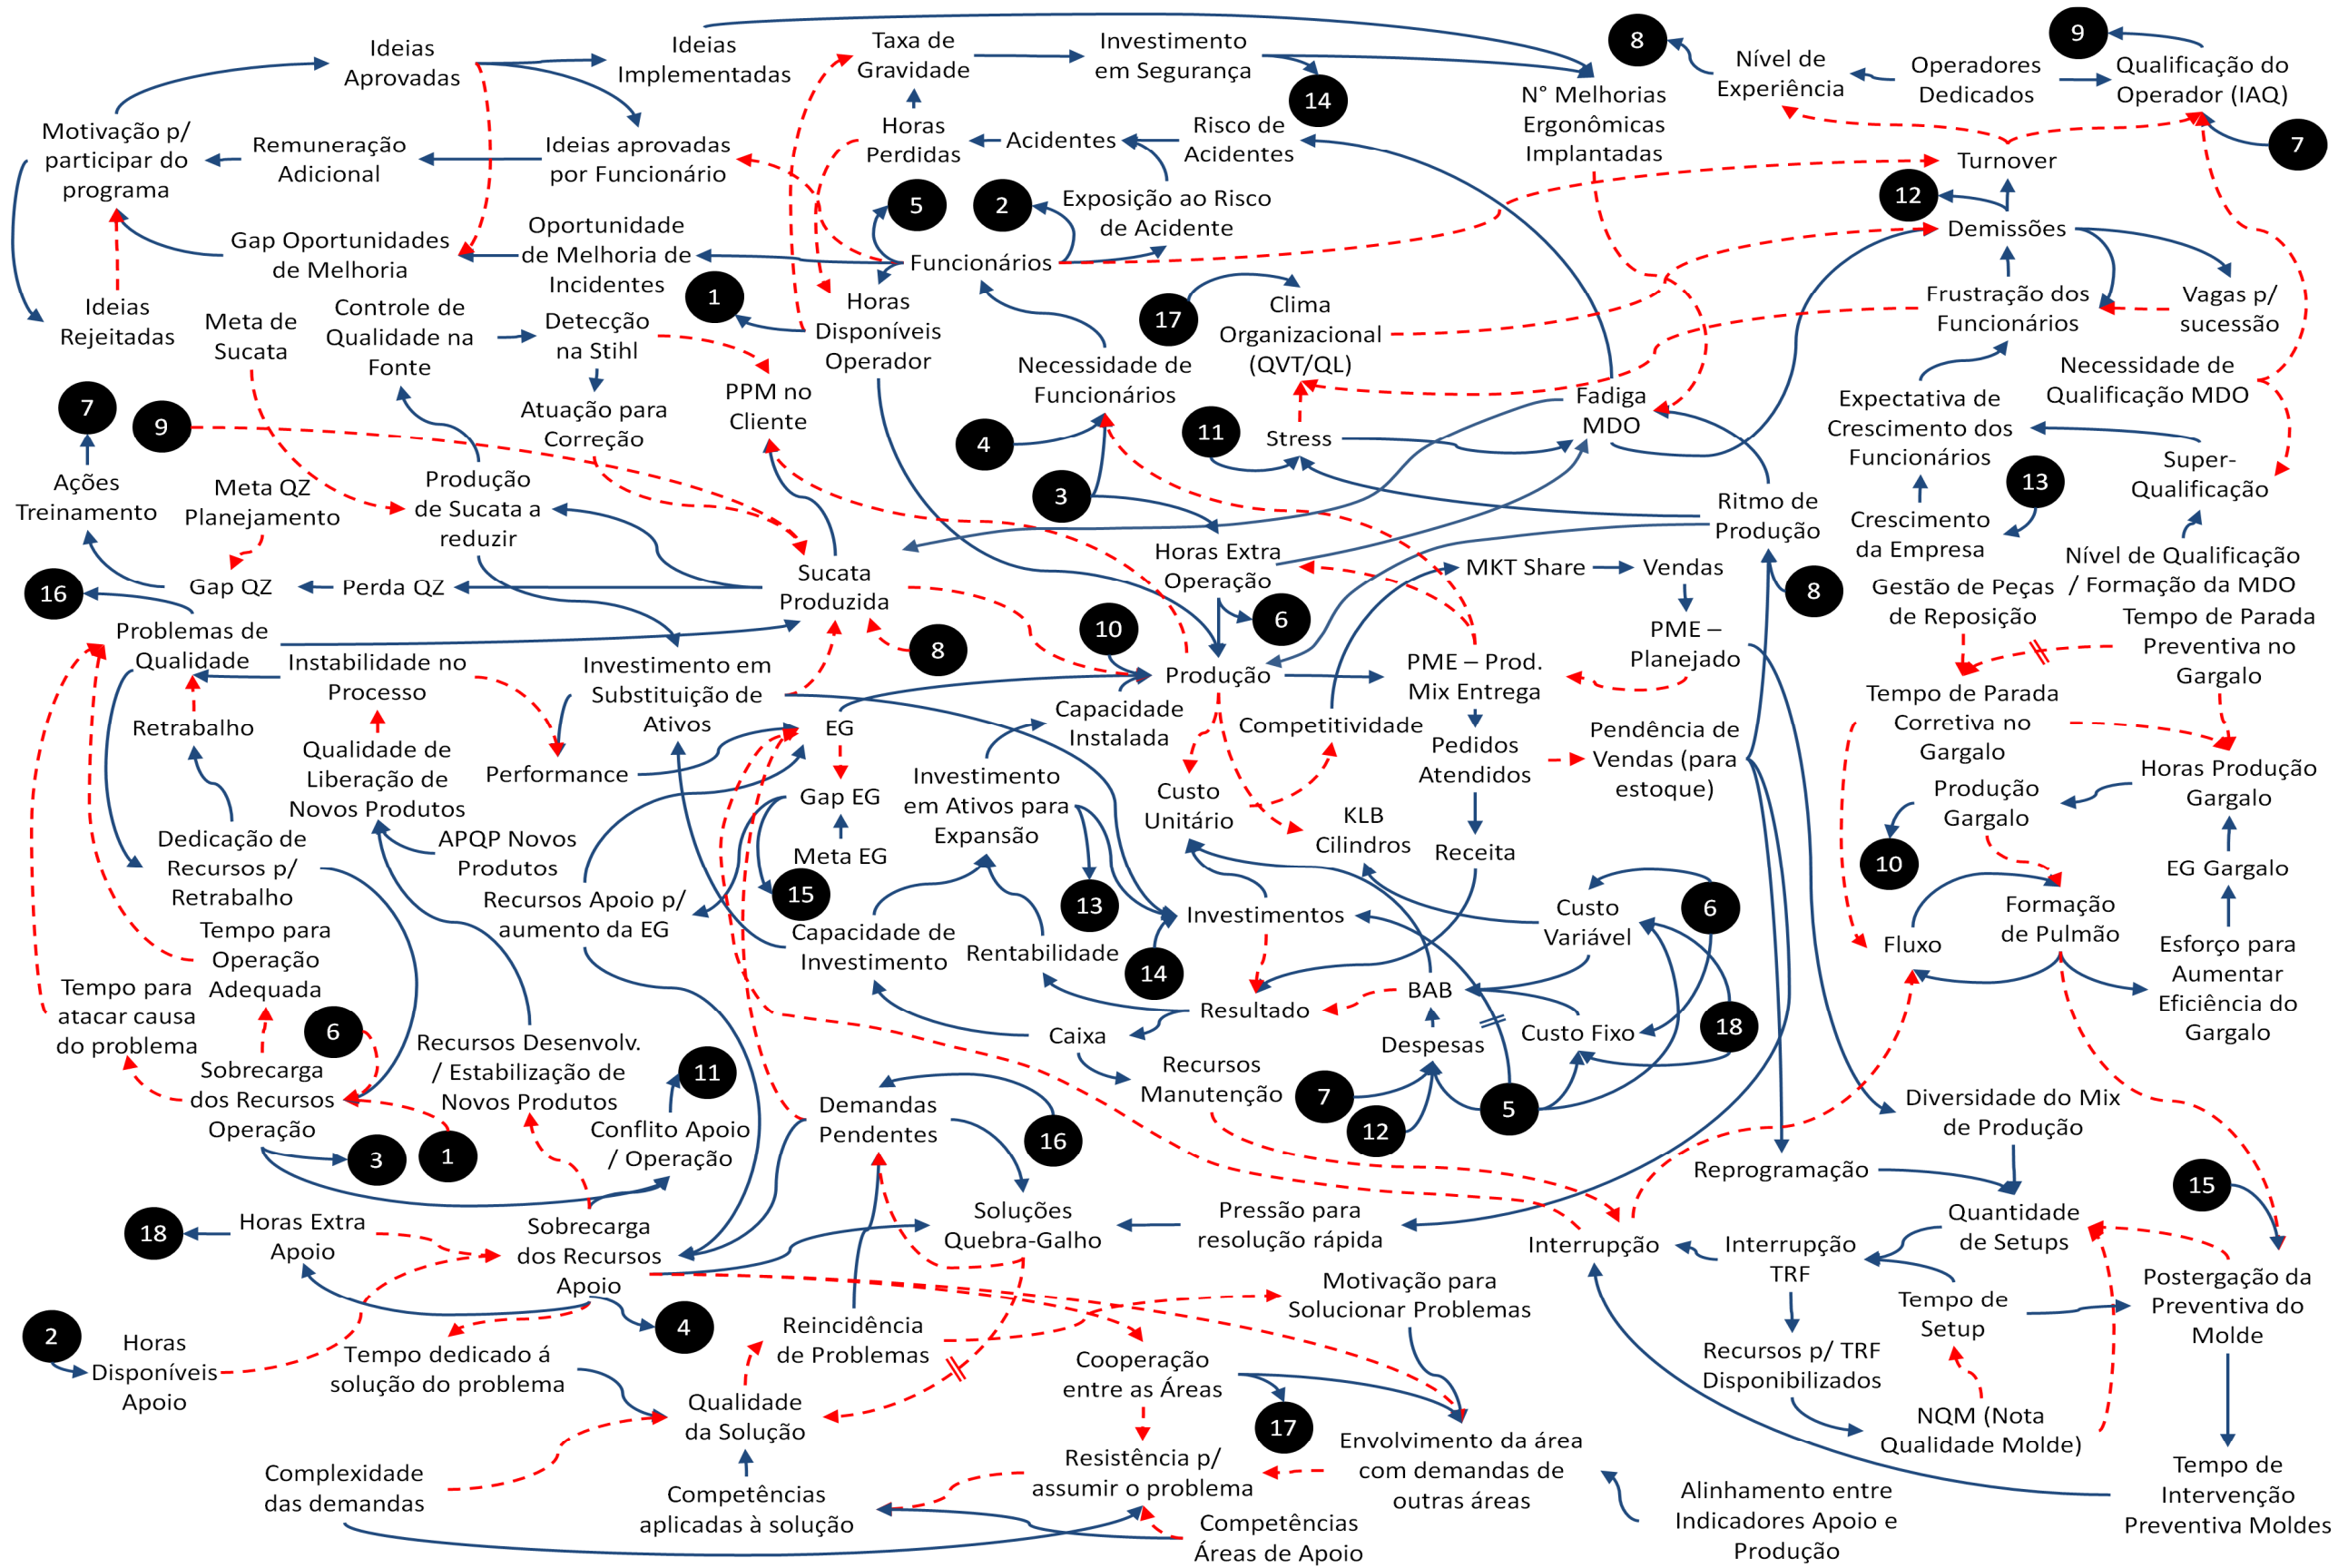 Ideias
Aprovadas
Ideias
Implementadas
Taxa de
Gravidade
Investimento
em Segurança
14
N° Melhorias
Ergonômicas
Implantadas
8
Nível de
Experiência
Operadores
Dedicados
9
Qualificação do
Operador (IAQ)
7
Motivação p/
participar do
programa
Remuneração
Adicional
Ideias aprovadas
por Funcionário
Horas
Perdidas
Acidentes
Risco de
Acidentes
Turnover
12
5
2
Exposição ao Risco
de Acidente
Demissões
Gap Oportunidades
de Melhoria
Oportunidade
de Melhoria de
Incidentes
Funcionários
Ideias
Rejeitadas
Meta de
Sucata
Controle de
Qualidade na
Fonte
Detecção
na Stihl
1
Horas
Disponíveis
Operador
17
Clima
Organizacional
(QVT/QL)
Frustração dos
Funcionários
Vagas p/
sucessão
Necessidade de
Funcionários
Necessidade de
Qualificação MDO
7
9
Atuação para
Correção
PPM no
Cliente
4
11
Stress
Fadiga
MDO
Expectativa de
Crescimento dos
Funcionários
Super-
Qualificação
Ações
Treinamento
Meta QZ
Planejamento
Produção
de Sucata a
reduzir
3
Ritmo de
Produção
13
Crescimento
da Empresa
16
Gap QZ
Perda QZ
Sucata
Produzida
Horas Extra
Operação
MKT Share
Vendas
8
Nível de Qualificação
/ Formação da MDO
Gestão de Peças
de Reposição
6
10
8
PME –
Planejado
Tempo de Parada
Preventiva no
Gargalo
Problemas de
Qualidade
Instabilidade no
Processo
Investimento em
Substituição de
Ativos
Produção
PME – Prod.
Mix Entrega
Tempo de Parada
Corretiva no
Gargalo
Retrabalho
Qualidade de
Liberação de
Novos Produtos
Performance
EG
Capacidade
Instalada
Competitividade
Pedidos
Atendidos
Pendência de
Vendas (para
estoque)
Horas Produção
Gargalo
Gap EG
Investimento
em Ativos para
Expansão
Custo
Unitário
KLB
Cilindros
Receita
Produção
Gargalo
10
EG Gargalo
Dedicação de
Recursos p/
Retrabalho
APQP Novos
Produtos
Meta EG
15
Recursos Apoio p/
aumento da EG
13
Investimentos
Custo
Variável
6
Formação
de Pulmão
Fluxo
Esforço para
Aumentar
Eficiência do
Gargalo
Tempo para
Operação
Adequada
Capacidade de
Investimento
Rentabilidade
14
Tempo para
atacar causa
do problema
6
Resultado
BAB
Custo Fixo
18
Caixa
Despesas
Recursos Desenvolv.
/ Estabilização de
Novos Produtos
11
Recursos
Manutenção
7
12
5
Sobrecarga
dos Recursos
Operação
3
1
Conflito Apoio
/ Operação
Demandas
Pendentes
16
Diversidade do Mix
de Produção
Reprogramação
15
18
Horas Extra
Apoio
Sobrecarga
dos Recursos
Apoio
Soluções
Quebra-Galho
Pressão para
resolução rápida
Interrupção
Interrupção
TRF
Quantidade
de Setups
Postergação da
Preventiva do
Molde
2
Horas
Disponíveis
Apoio
4
Tempo dedicado á
solução do problema
Reincidência
de Problemas
Motivação para
Solucionar Problemas
Tempo de
Setup
Cooperação
entre as Áreas
Recursos p/ TRF
Disponibilizados
Qualidade
da Solução
17
NQM (Nota
Qualidade Molde)
Complexidade
das demandas
Competências
aplicadas à solução
Resistência p/
assumir o problema
Envolvimento da área
com demandas de
outras áreas
Competências
Áreas de Apoio
Alinhamento entre
Indicadores Apoio e
Produção
Tempo de
Intervenção
Preventiva Moldes